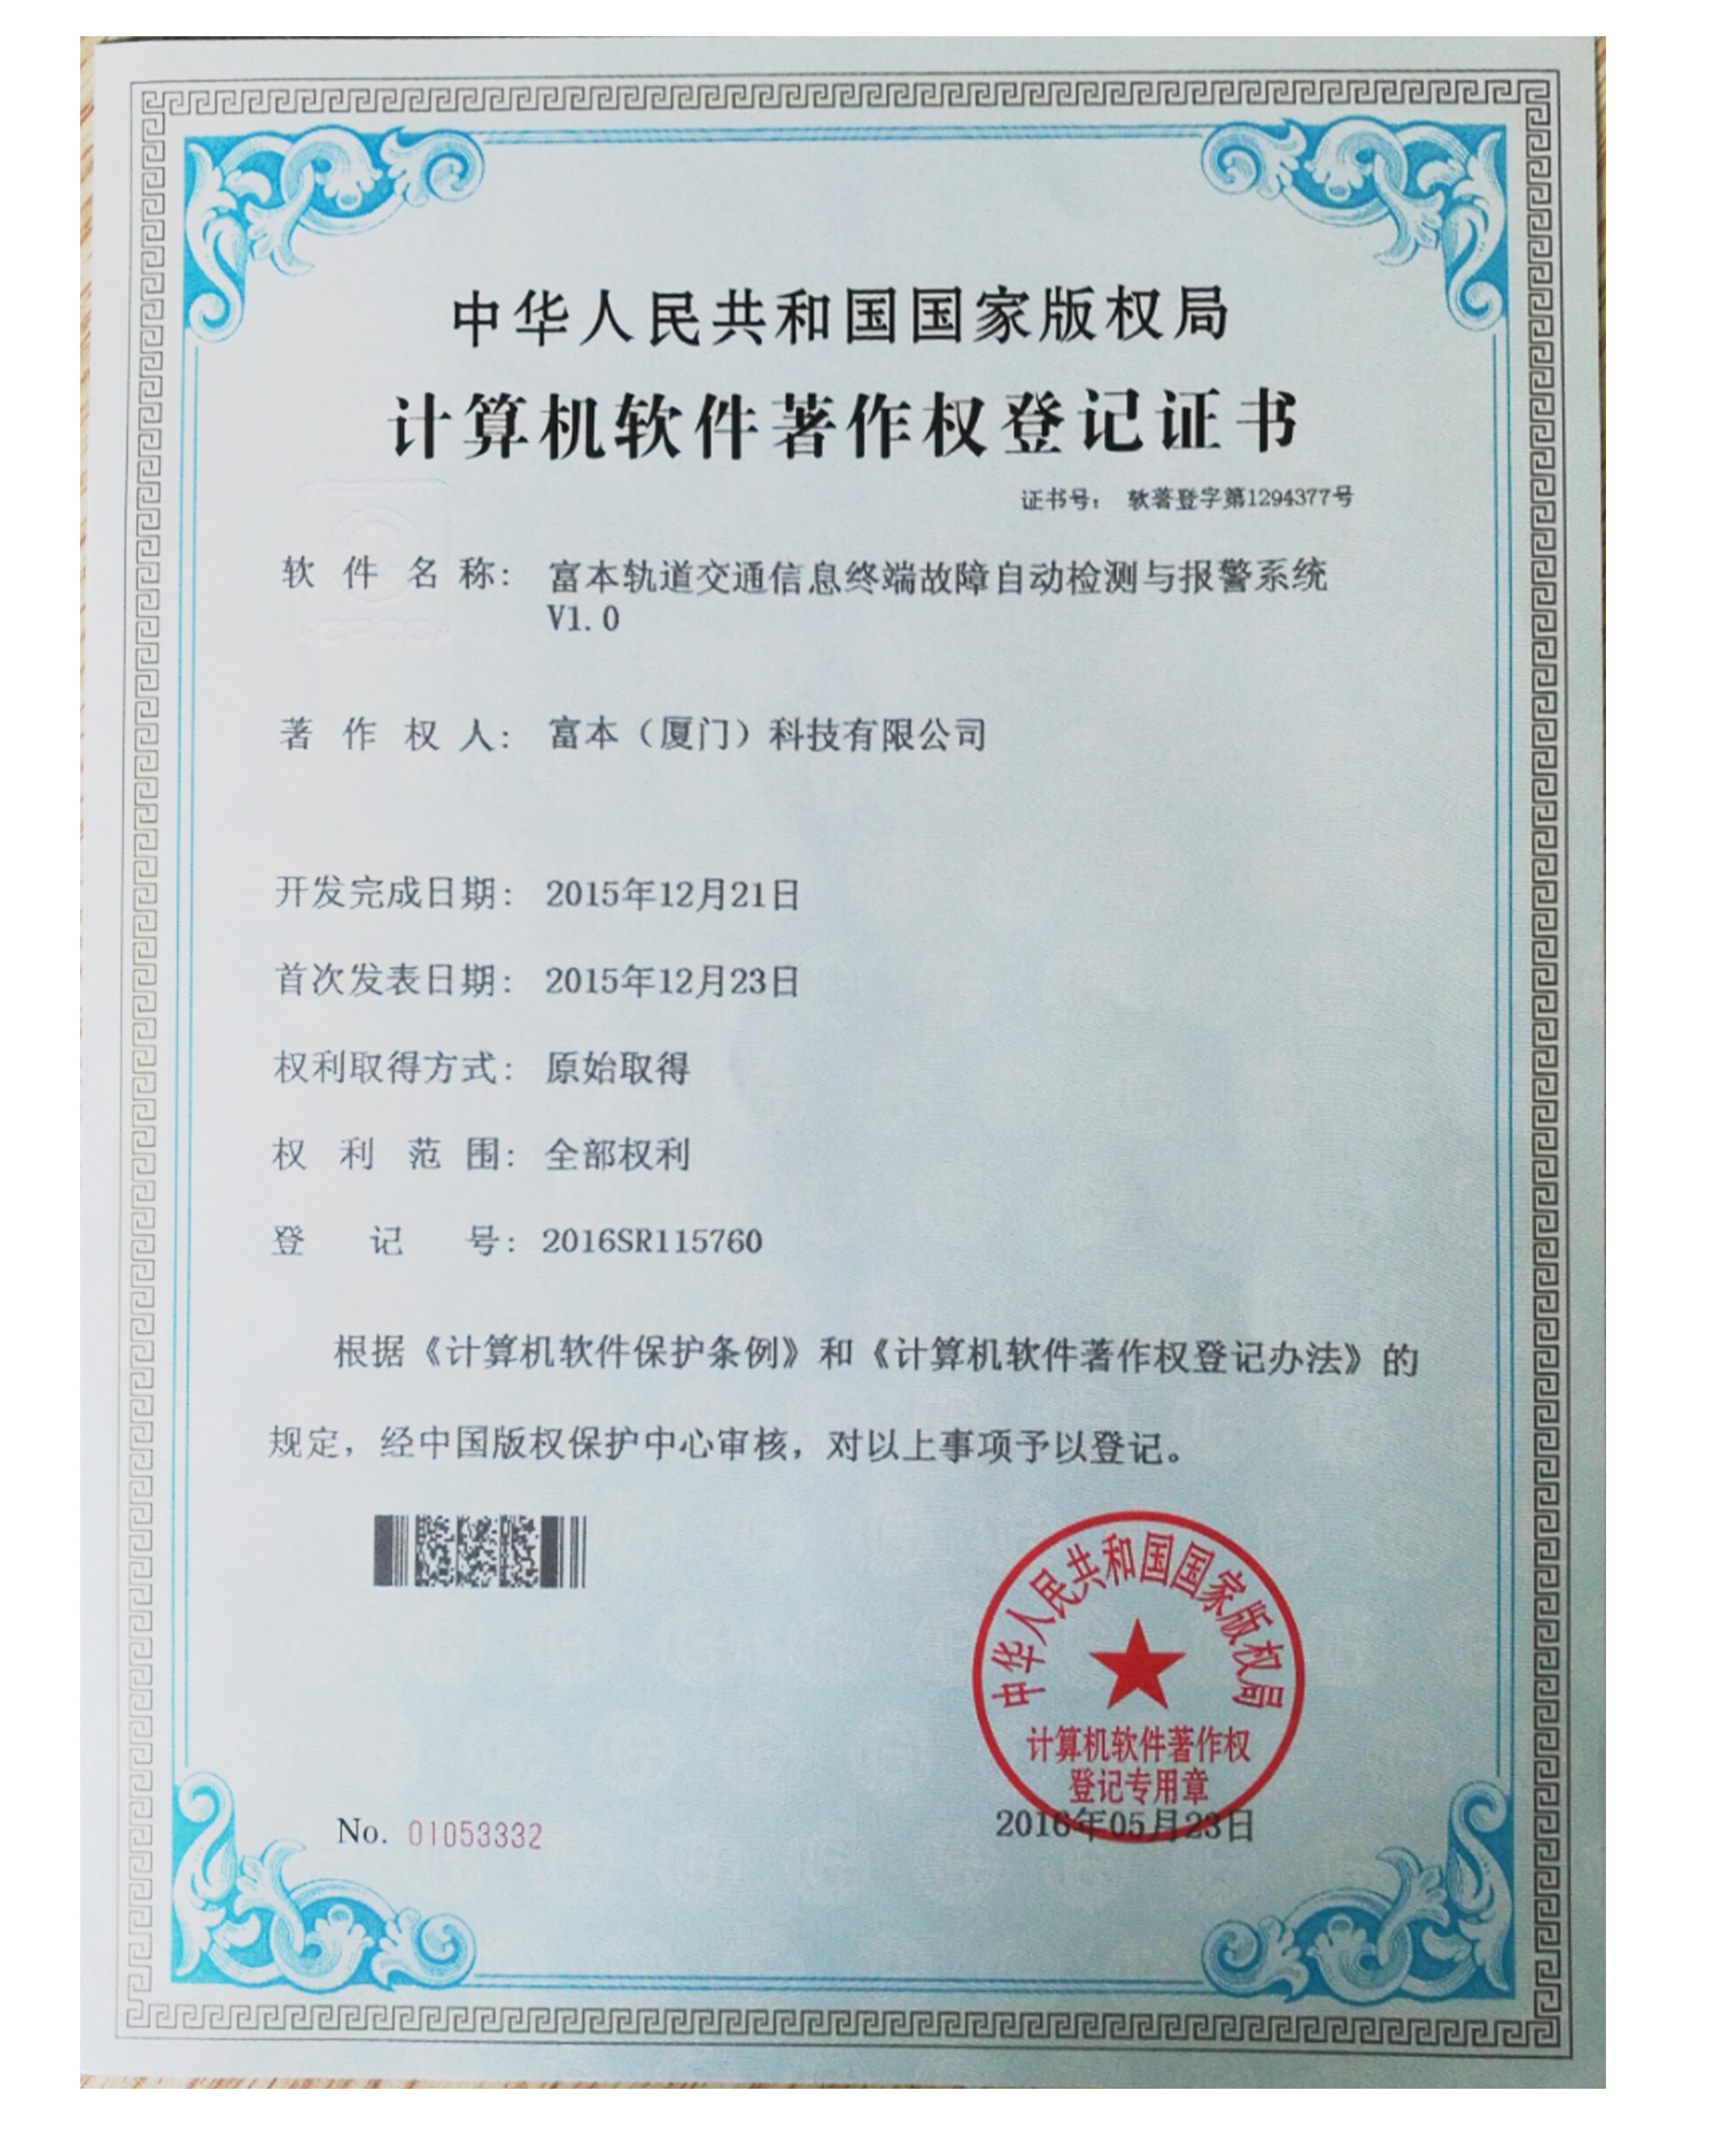 中华人民共和国国家版权局
计算机软件著作权登记证书
证书号： 软著登字第1294377号
软件名称： 富本轨道交通信息终端故障自动检测与报警系统
V1.0
著作权人： 富本（厦门）科技有限公司
开发完成日期： 2015年12月21日
首次发表日期： 2015年12月23日
权利取得方式： 原始取得
权利范围： 全部权利
登记号： 2016SR115760
根据《计算机软件保护条例》和《计算机软件著作权登记办法》的
规定，经中国版权保护中心审核，对以上事项予以登记。
中华人民共和国国家版权局
计算机软件著作权
登记专用章
No. 01053332
2016年05月23日